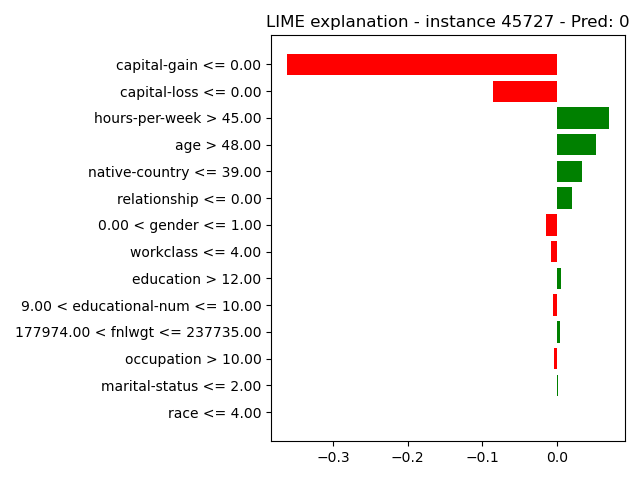 LIME explanation - instance 45727 - Pred: 0
capital-gain <= 0.00
capital-loss <= 0.00
hours-per-week > 45.00
age > 48.00
native-country <= 39.00
relationship <= 0.00
0.00 < gender <= 1.00
workclass <= 4.00
education > 12.00
9.00 < educational-num <= 10.00
177974.00 < fnlwgt <= 237735.00
occupation > 10.00
marital-status <= 2.00
race <= 4.00
−0.3 −0.2 −0.1 0.0